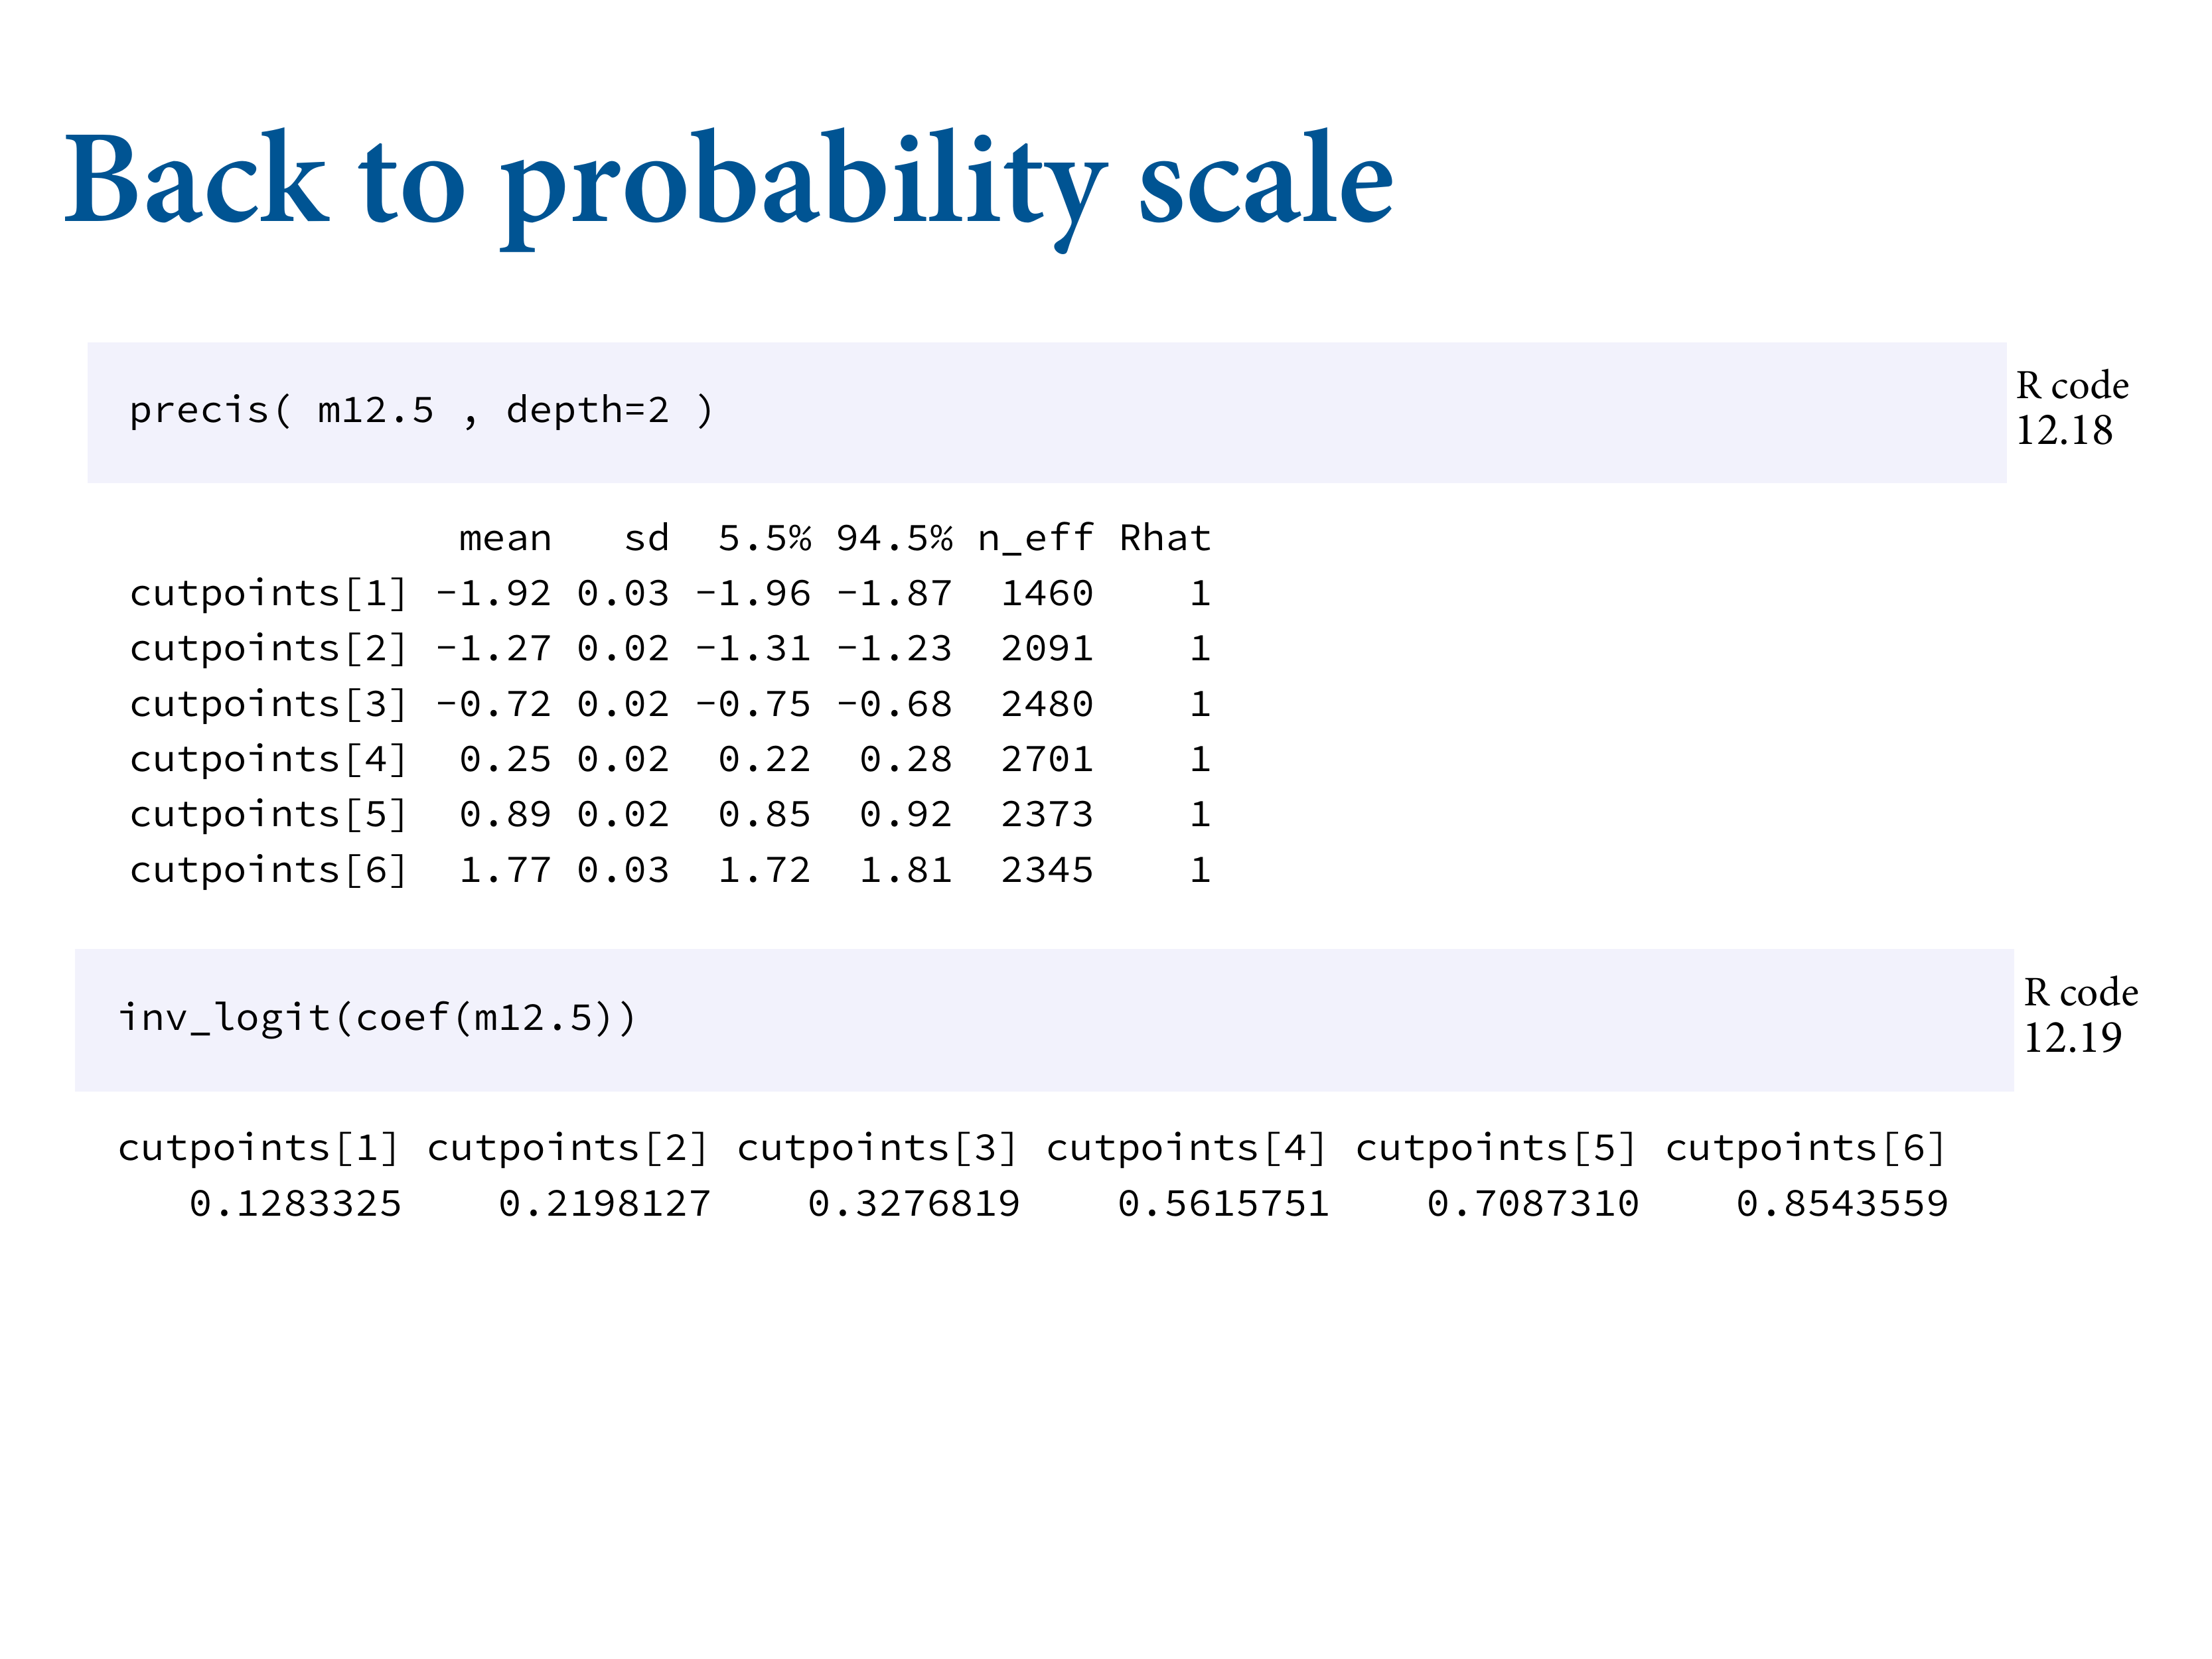 Back to probability scale
precis( m12.5 , depth=2 )
R code
12.18
mean sd 5.5% 94.5% n_eff Rhat
cutpoints[1] -1.92 0.03 -1.96 -1.87 1460 1
cutpoints[2] -1.27 0.02 -1.31 -1.23 2091 1
cutpoints[3] -0.72 0.02 -0.75 -0.68 2480 1
cutpoints[4] 0.25 0.02 0.22 0.28 2701 1
cutpoints[5] 0.89 0.02 0.85 0.92 2373 1
cutpoints[6] 1.77 0.03 1.72 1.81 2345 1
inv_logit(coef(m12.5))
R code
12.19
cutpoints[1] cutpoints[2] cutpoints[3] cutpoints[4] cutpoints[5] cutpoints[6]
0.1283325 0.2198127 0.3276819 0.5615751 0.7087310 0.8543559